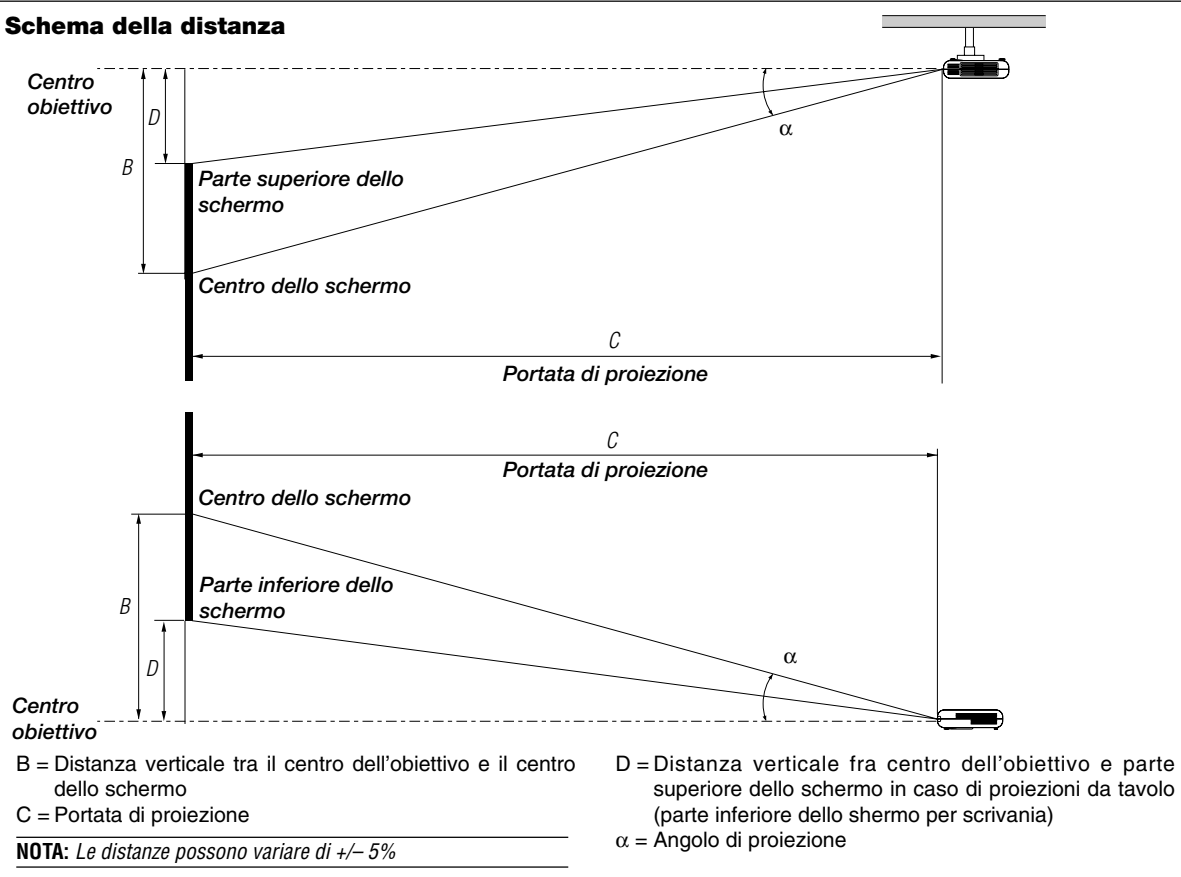 Schema della distanza
Centro
obiettivo
D
B
α
Parte superiore dello
schermo
Centro dello schermo
C
Portata di proiezione
C
Portata di proiezione
Centro dello schermo
Parte inferiore dello
schermo
B
D
α
Centro
obiettivo
B = Distanza verticale tra il centro dell'obiettivo e il centro
dello schermo
C = Portata di proiezione
NOTA: Le distanze possono variare di +/– 5%
D = Distanza verticale fra centro dell'obiettivo e parte
superiore dello schermo in caso di proiezioni da tavolo
(parte inferiore dello shermo per scrivania)
α = Angolo di proiezione